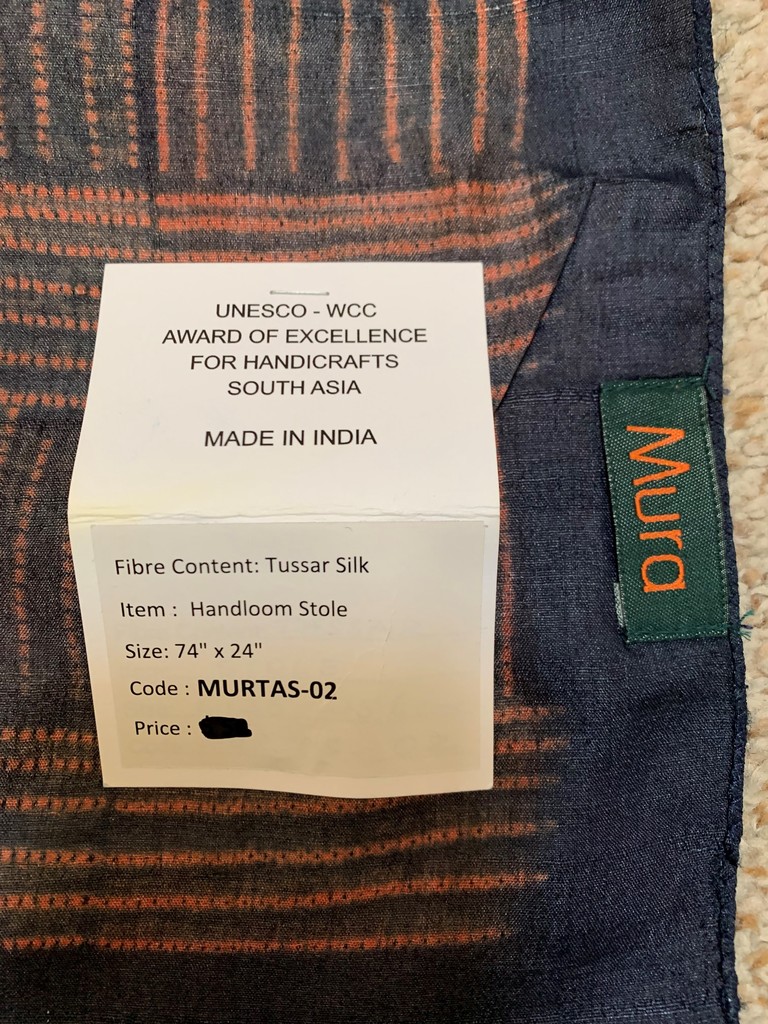 UNESCO - WCC
AWARD OF EXCELLENCE
FOR HANDICRAFTS
SOUTH ASIA
MADE IN INDIA
Fibre Content: Tussar Silk
Item : Handloom Stole
Size: 74" x 24"
Code : MURTAS-02
Price :
Mura